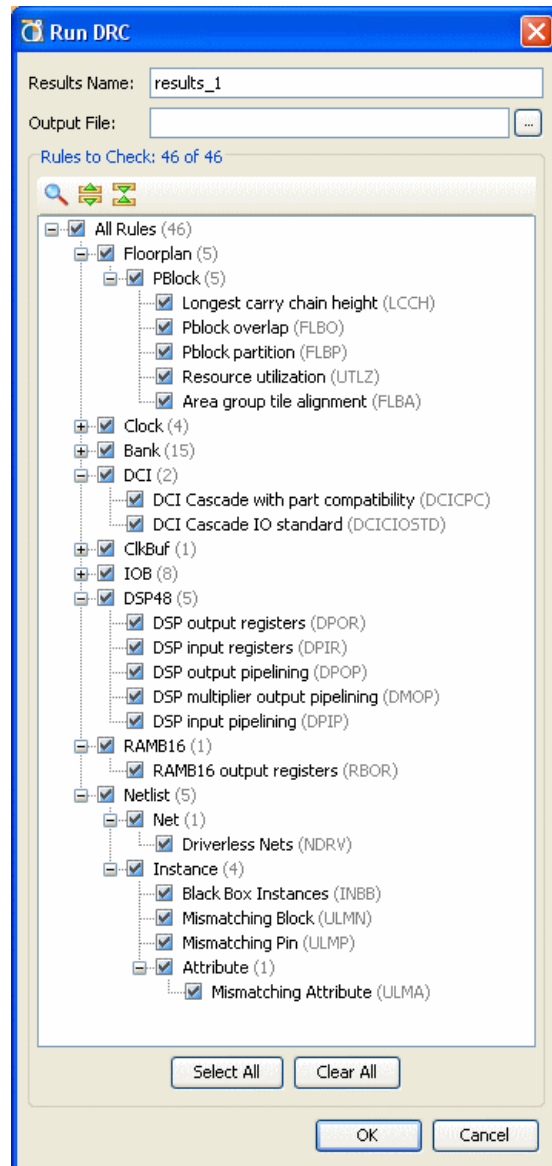 Run DRC
Results Name: results_1
Output File: ...
Rules to Check: 46 of 46
All Rules (46)
Floorplan (5)
PBlock (5)
Longest carry chain height (LCCH)
Pblock overlap (FLBO)
Pblock partition (FLBP)
Resource utilization (UTLZ)
Area group tile alignment (FLBA)
Clock (4)
Bank (15)
DCI (2)
DCI Cascade with part compatibility (DCICPC)
DCI Cascade IO standard (DCICIOSTD)
ClkBuf (1)
IOB (8)
DSP48 (5)
DSP output registers (DPOR)
DSP input registers (DPIR)
DSP output pipelining (DPOP)
DSP multiplier output pipelining (DMOP)
DSP input pipelining (DPIP)
RAMB16 (1)
RAMB16 output registers (RBOR)
Netlist (5)
Net (1)
Driverless Nets (NDRV)
Instance (4)
Black Box Instances (INBB)
Mismatching Block (ULMN)
Mismatching Pin (ULMP)
Attribute (1)
Mismatching Attribute (ULMA)
Select All Clear All
OK Cancel